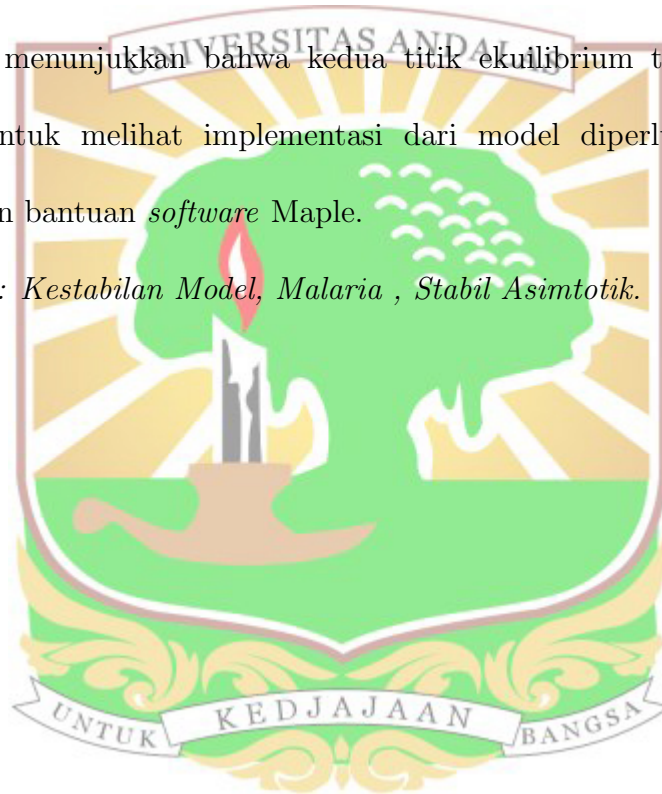 UNIVERSITAS ANDALAS
menunjukkan bahwa kedua titik ekuilibrium t
ntuk melihat implementasi dari model diperl
n bantuan software Maple.
: Kestabilan Model, Malaria , Stabil Asimtotik.
UNTUK KEDJAJAAN BANGSA